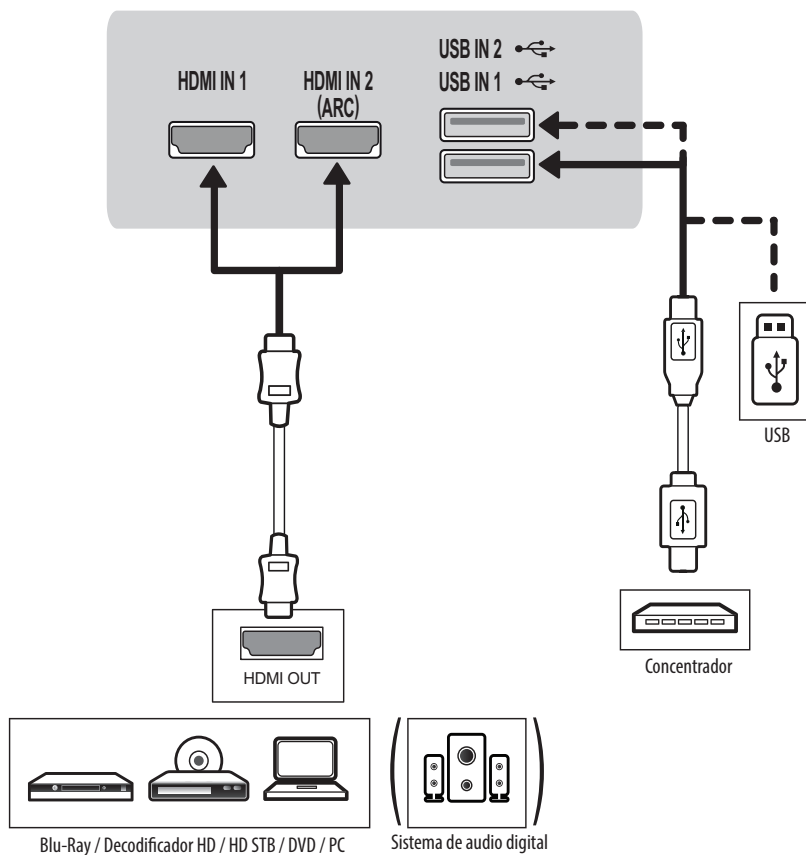 USB IN 2
HDMI IN 1
HDMI IN 2
(ARC)
USB IN 1
USB
HDMI OUT
Concentrador
Blu-Ray / Decodificador HD / HD STB / DVD / PC
Sistema de audio digital